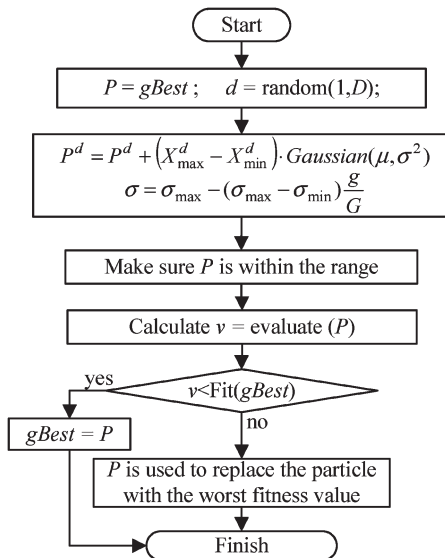 Start
P = gBest ;    d = random(1,D);
P^d = P^d + (X^d_max − X^d_min)·Gaussian(μ,σ²)
σ = σ_max − (σ_max − σ_min) g/G
Make sure P is within the range
Calculate v = evaluate (P)
yes
v<Fit(gBest)
gBest = P
no
P is used to replace the particle
with the worst fitness value
Finish